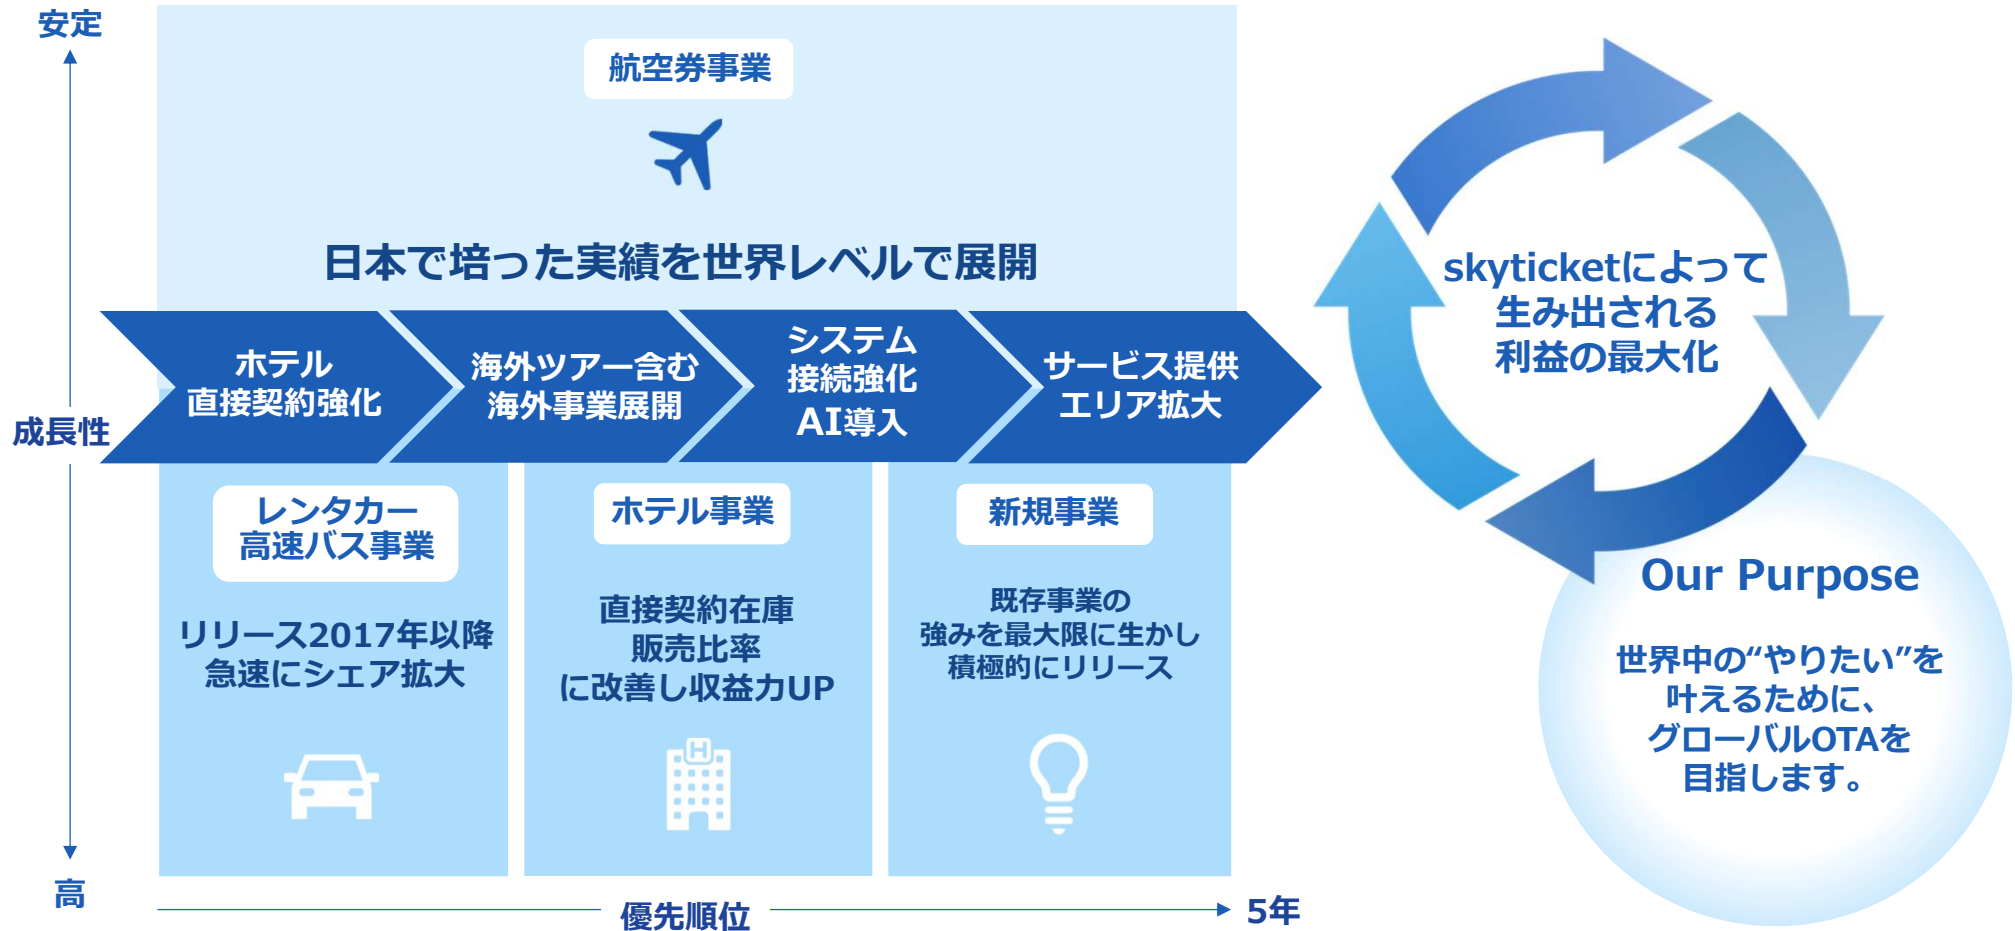 安定
航空券事業
日本で培った実績を世界レベルで展開
ホテル
直接契約強化
海外ツアー含む
海外事業展開
システム
接続強化
AI導入
サービス提供
エリア拡大
成長性
レンタカー
高速バス事業
リリース2017年以降
急速にシェア拡大
ホテル事業
直接契約在庫
販売比率
に改善し収益力UP
新規事業
既存事業の
強みを最大限に生かし
積極的にリリース
高
優先順位
5年
skyticketによって
生み出される
利益の最大化
Our Purpose
世界中の“やりたい”を
叶えるために、
グローバルOTAを
目指します。
H